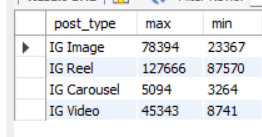 post_type max min
IG Image 78394 23367
IG Reel 127666 87570
IG Carousel 5094 3264
IG Video 45343 8741